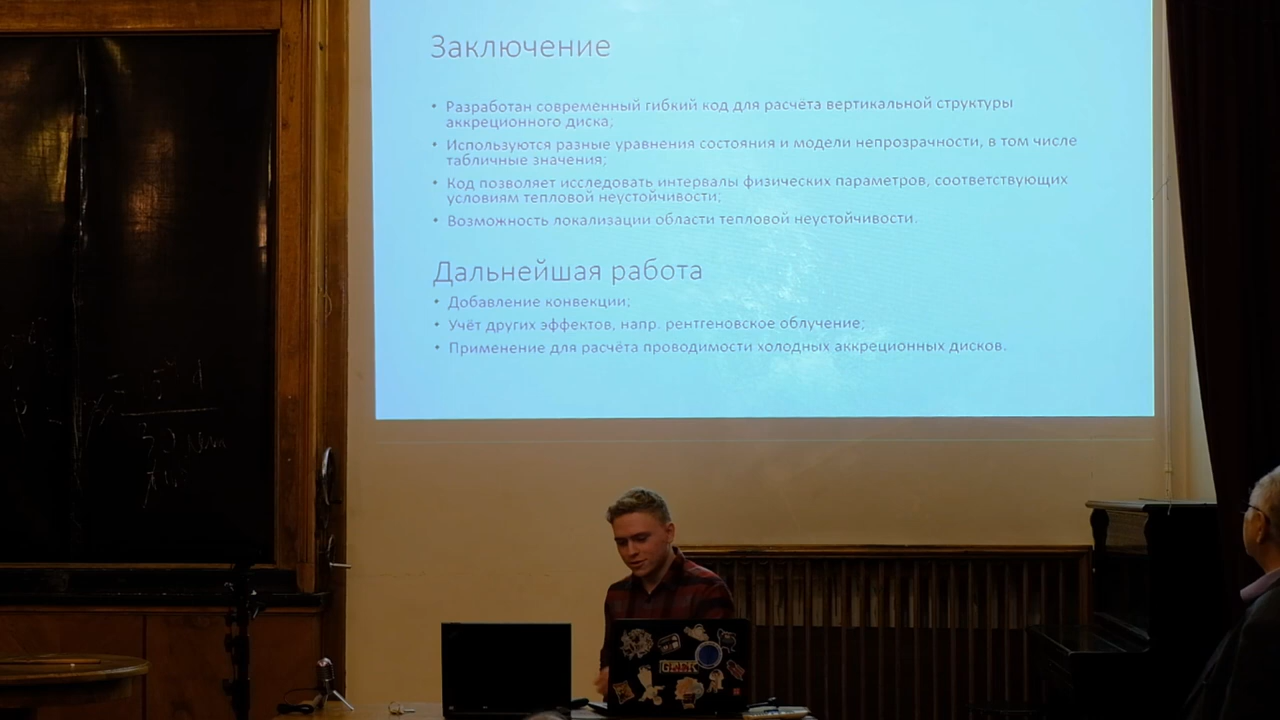 Заключение
• Разработан современный гибкий код для расчёта вертикальной структуры
аккреционного диска;
• Используются разные уравнения состояния и модели непрозрачности, в том числе
табличные значения;
• Код позволяет исследовать интервалы физических параметров, соответствующих
условиям тепловой неустойчивости;
• Возможность локализации области тепловой неустойчивости.
Дальнейшая работа
• Добавление конвекции;
• Учёт других эффектов, напр. рентгеновское облучение;
• Применение для расчёта проводимости холодных аккреционных дисков.